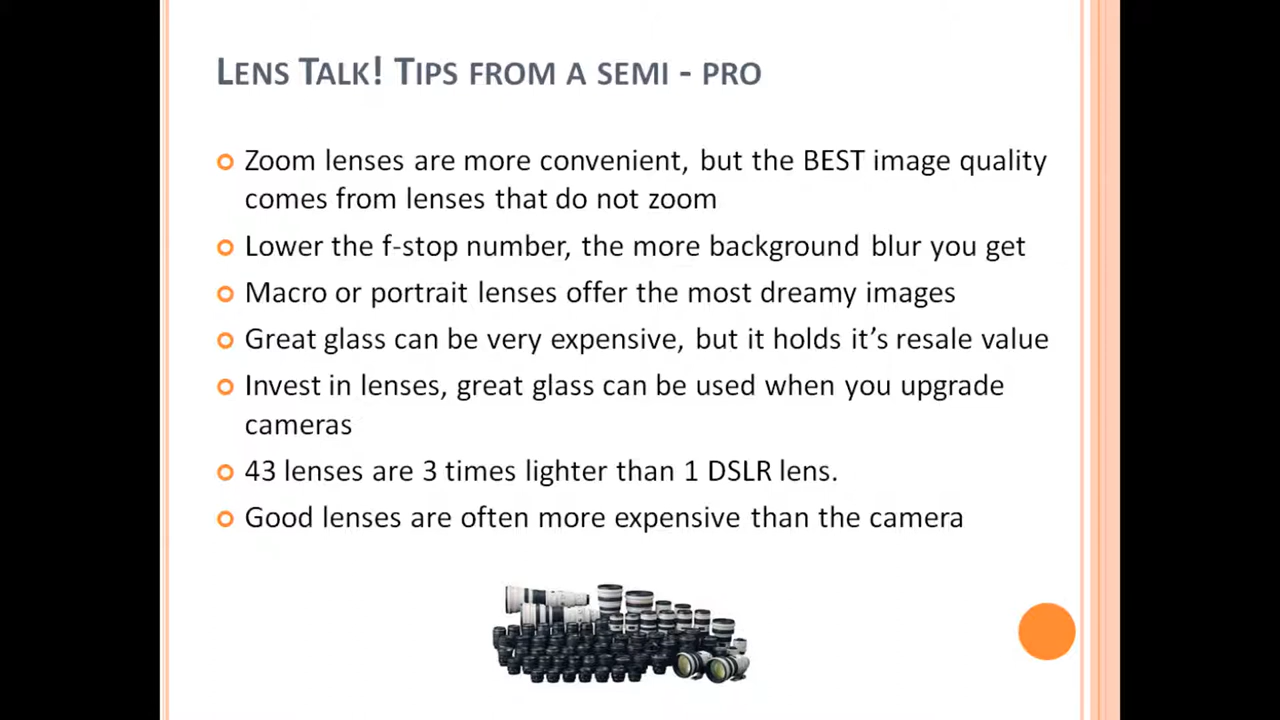 Lens Talk! Tips from a semi - pro
Zoom lenses are more convenient, but the BEST image quality
comes from lenses that do not zoom
Lower the f-stop number, the more background blur you get
Macro or portrait lenses offer the most dreamy images
Great glass can be very expensive, but it holds it's resale value
Invest in lenses, great glass can be used when you upgrade
cameras
43 lenses are 3 times lighter than 1 DSLR lens.
Good lenses are often more expensive than the camera